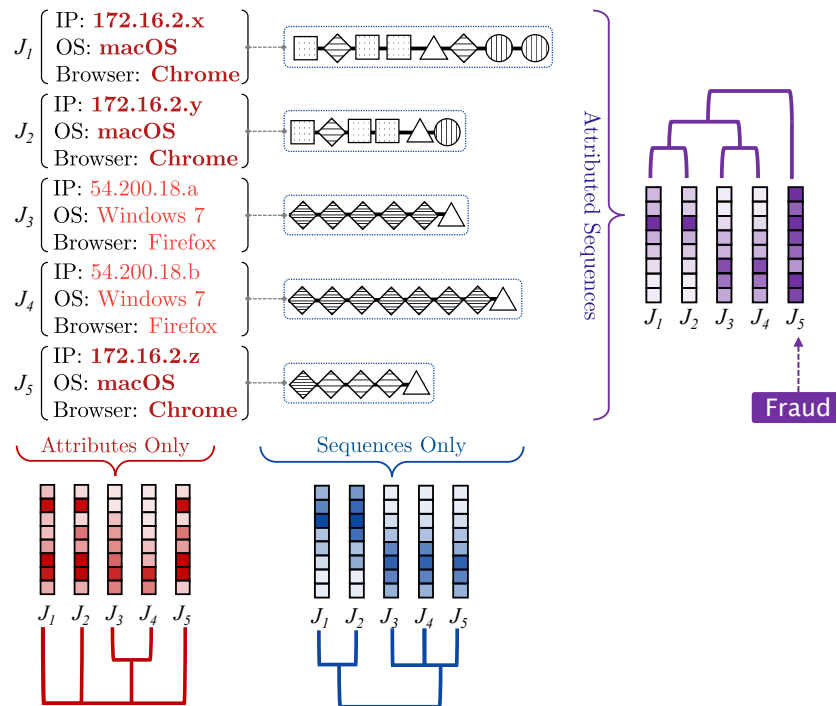 J1
IP: 172.16.2.x
OS: macOS
Browser: Chrome
J2
IP: 172.16.2.y
OS: macOS
Browser: Chrome
J3
IP: 54.200.18.a
OS: Windows 7
Browser: Firefox
J4
IP: 54.200.18.b
OS: Windows 7
Browser: Firefox
J5
IP: 172.16.2.z
OS: macOS
Browser: Chrome
Attributed Sequences
J1 J2 J3 J4 J5
Fraud
Attributes Only
J1 J2 J3 J4 J5
Sequences Only
J1 J2 J3 J4 J5